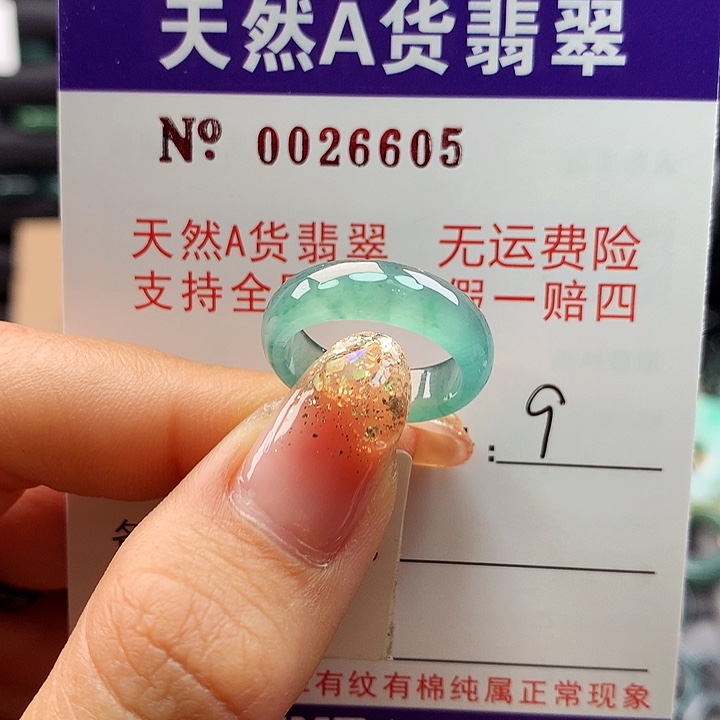 天然A货翡翠
Nº 0026605
天然A货翡翠 无运费险
支持全 假一赔四
: 9
有纹有棉纯属正常现象